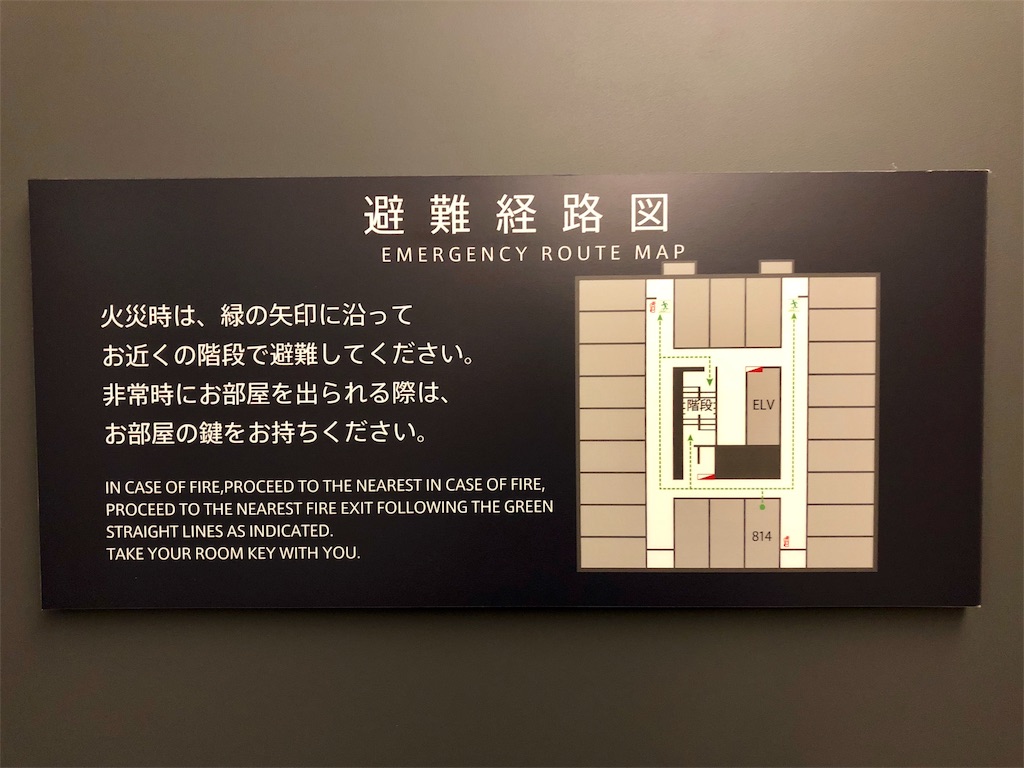 避難経路図
EMERGENCY ROUTE MAP
火災時は、緑の矢印に沿って
お近くの階段で避難してください。
非常時にお部屋を出られる際は、
お部屋の鍵をお持ちください。
IN CASE OF FIRE,PROCEED TO THE NEAREST IN CASE OF FIRE,
PROCEED TO THE NEAREST FIRE EXIT FOLLOWING THE GREEN
STRAIGHT LINES AS INDICATED.
TAKE YOUR ROOM KEY WITH YOU.
階段
ELV
814